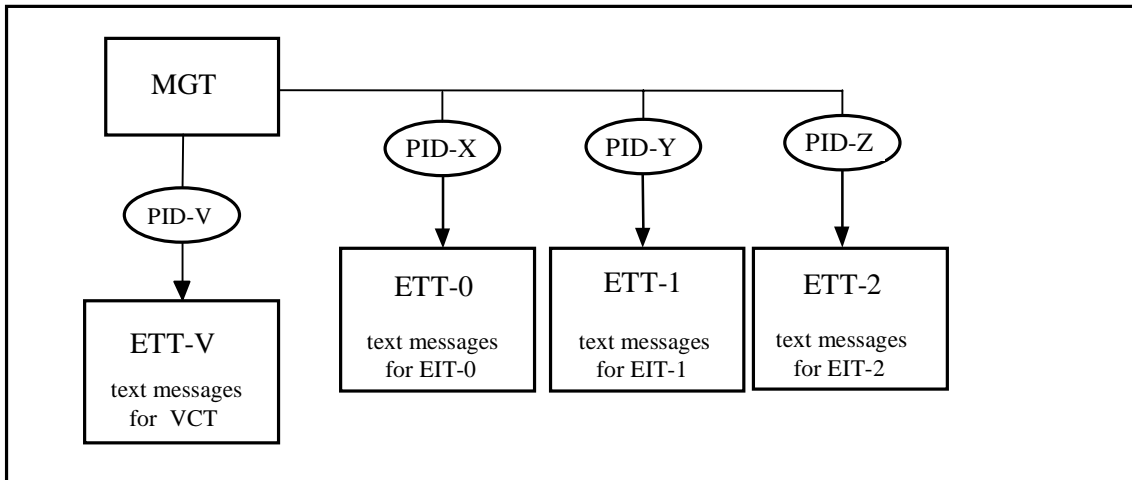 MGT
PID-X
PID-Y
PID-Z
PID-V
ETT-0
text messages
for EIT-0
ETT-1
text messages
for EIT-1
ETT-2
text messages
for EIT-2
ETT-V
text messages
for VCT